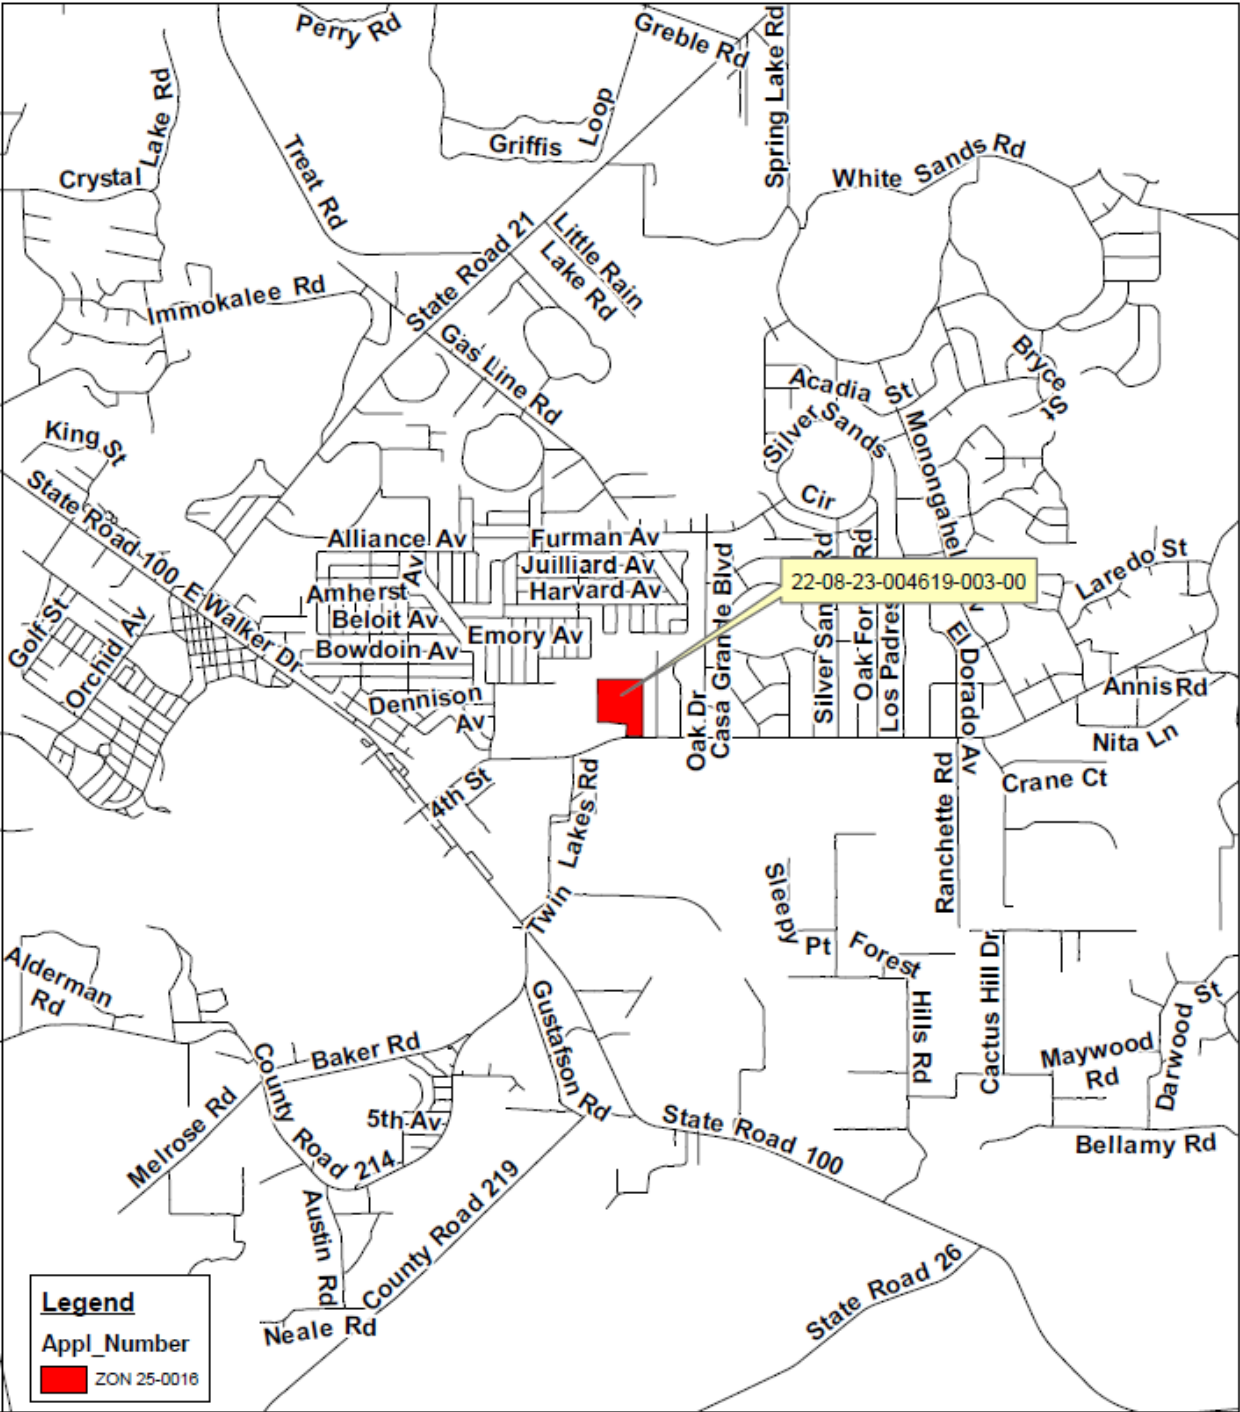 Perry Rd
Greble Rd
Spring Lake Rd
Crystal Lake Rd
Griffis Loop
Treat Rd
White Sands Rd
State Road 21
Little Rain
Lake Rd
Immokalee Rd
Gas Line Rd
Bryce
St
Acadia St
Silver Sands
Cir
Monongahel
King St
State Road 100
E Walker Dr
Alliance Av
Furman Av
Juilliard Av
Harvard Av
Amherst
Av
Beloit Av
Emory Av
Bowdoin Av
Dennison
Av
Golf St
Orchid Av
22-08-23-004619-003-00
Laredo St
Casa Grande Blvd
Oak Dr
Silver San
Rd
Oak For
Rd
Los Padres
El Dorado Av
Annis Rd
Nita Ln
Crane Ct
Ranchette Rd
4th St
Twin Lakes Rd
Sleepy
Pt
Forest
Hills Rd
Cactus Hill Dr
Alderman
Rd
Gustafson Rd
Baker Rd
Maywood
Rd
Darwood
St
Melrose Rd
County Road 214
5th Av
State Road 100
Bellamy Rd
Austin Rd
County Road 219
Neale Rd
State Road 26
Legend
Appl_Number
ZON 25-0016